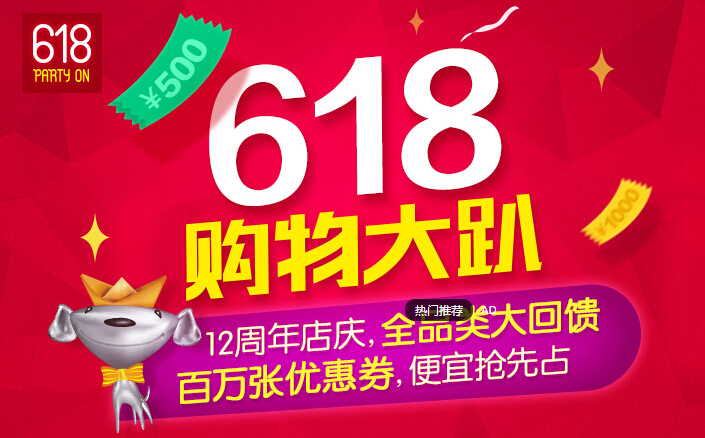 618
PARTY ON
¥500
618
购物大趴
¥1000
热门推荐
AD
12周年店庆,全品类大回馈
百万张优惠券,便宜抢先占